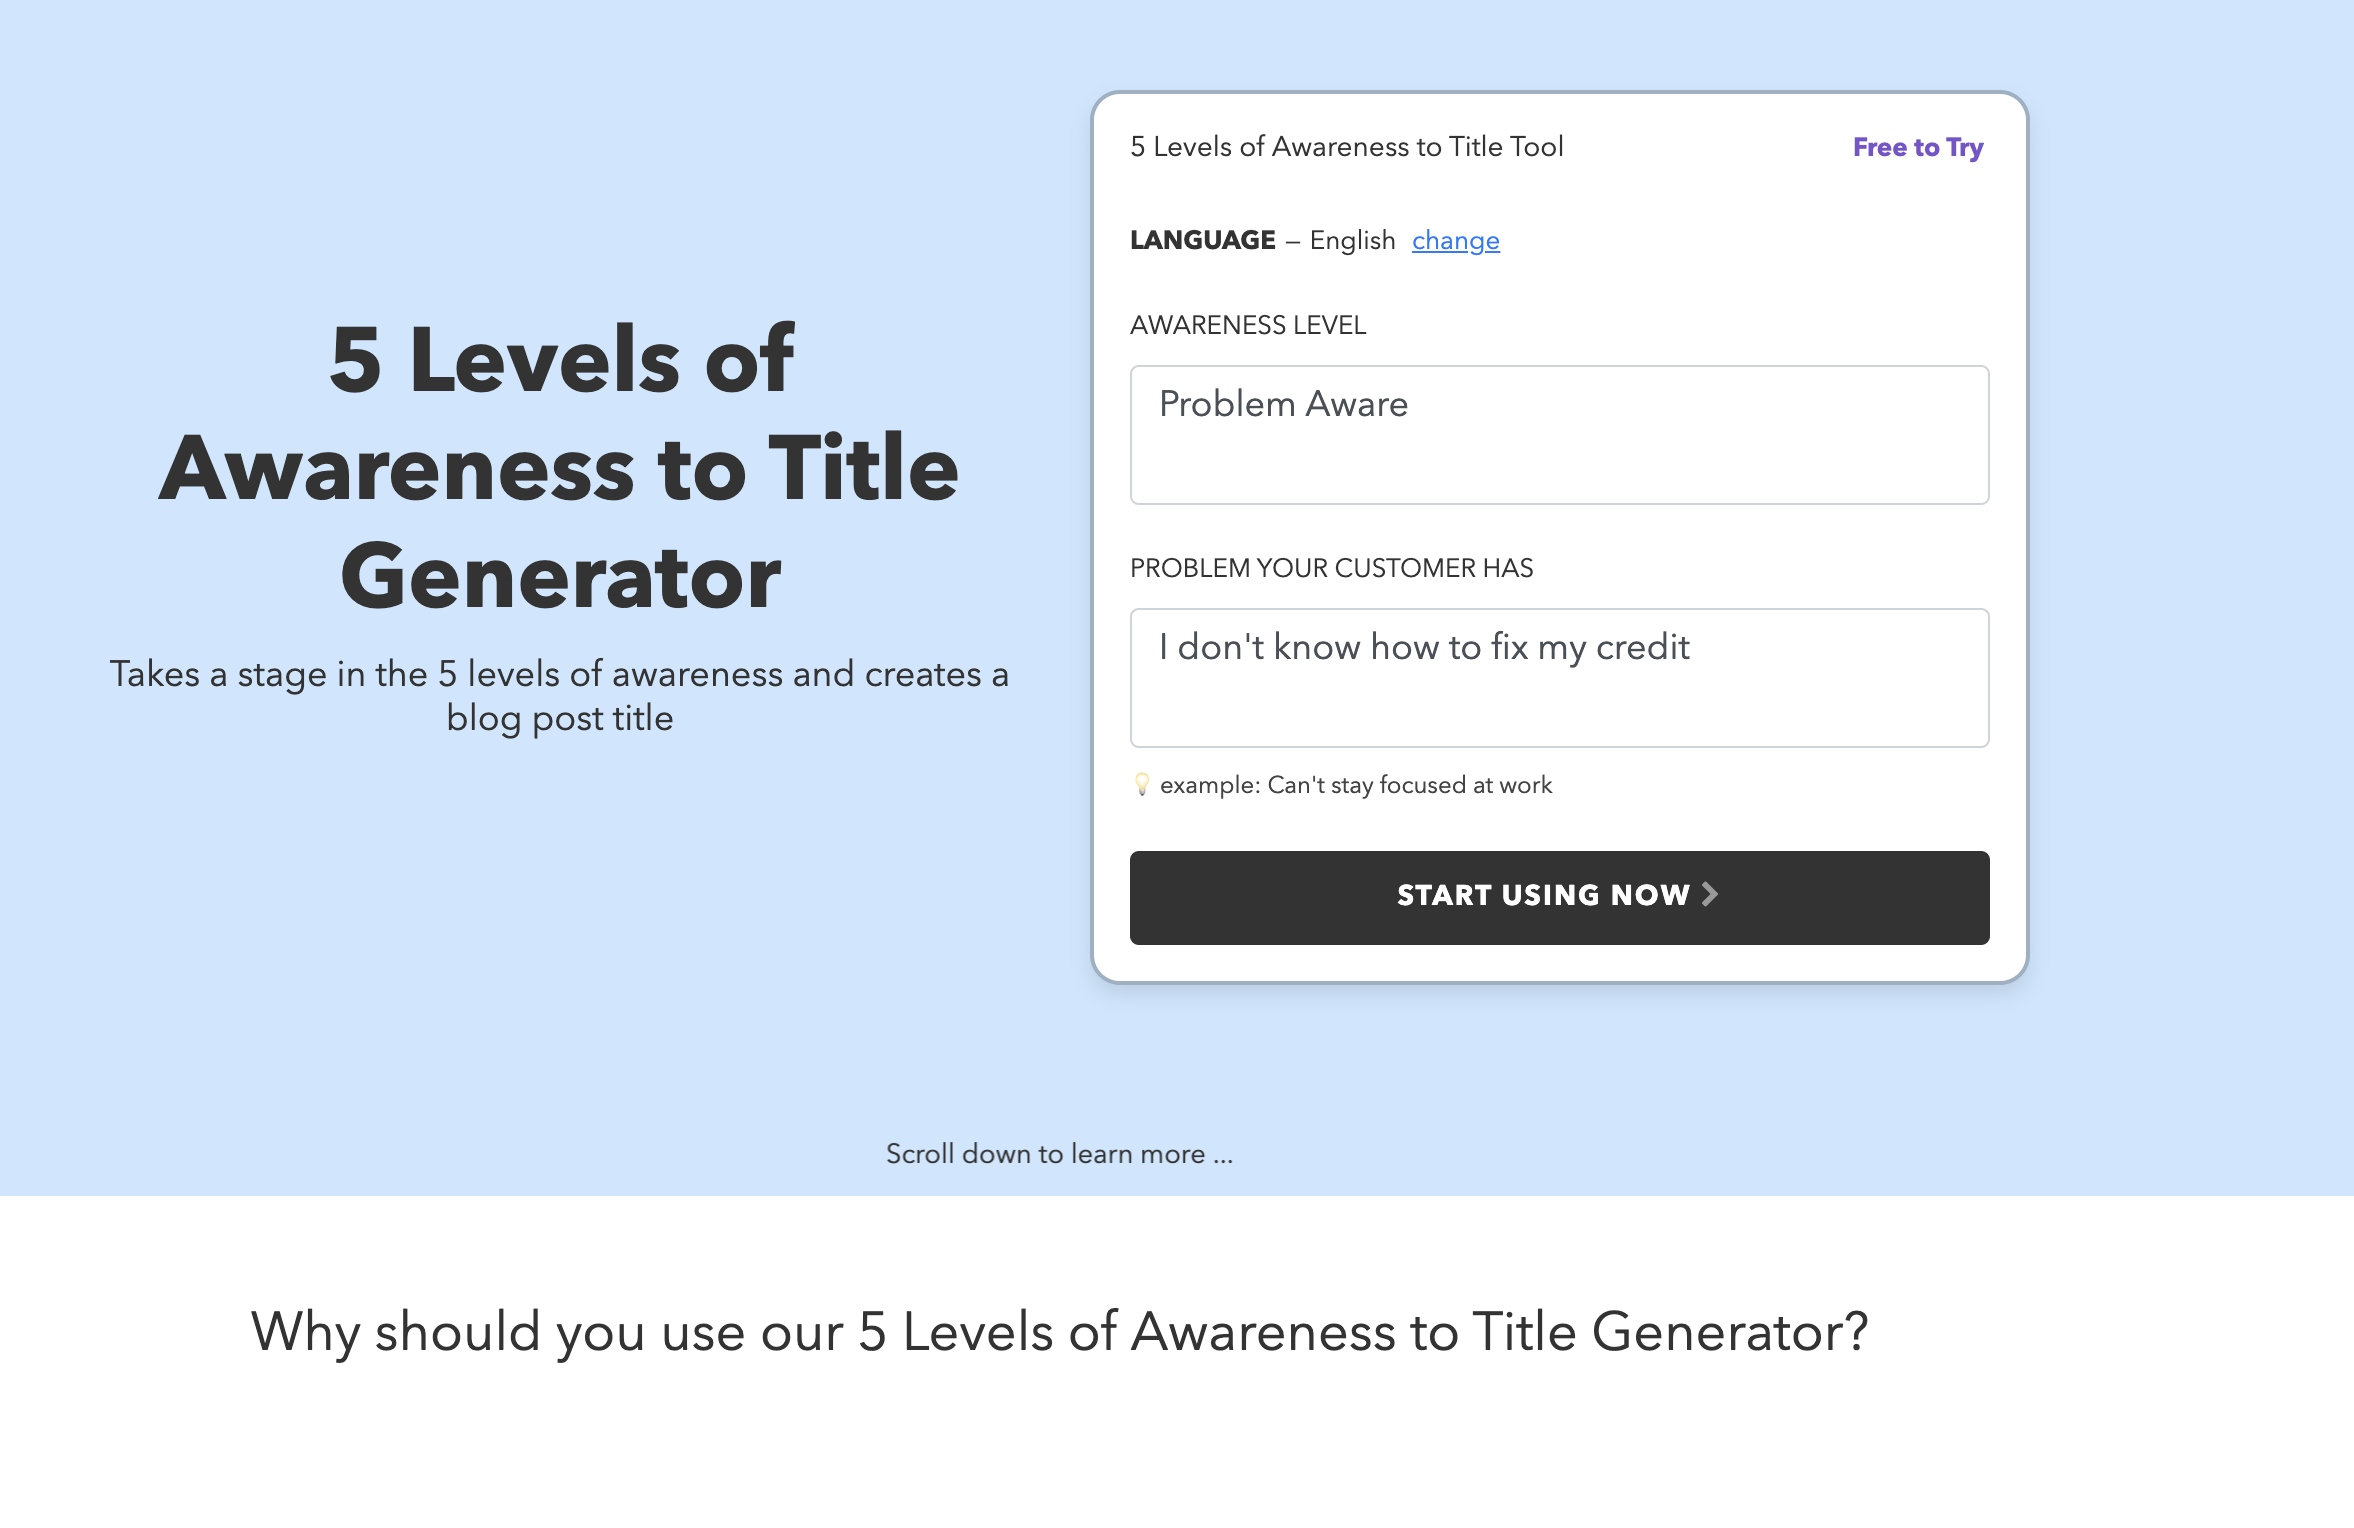 5 Levels of
Awareness to Title
Generator
Takes a stage in the 5 levels of awareness and creates a
blog post title
5 Levels of Awareness to Title Tool
Free to Try
LANGUAGE – English change
AWARENESS LEVEL
Problem Aware
PROBLEM YOUR CUSTOMER HAS
I don't know how to fix my credit
💡 example: Can't stay focused at work
START USING NOW
Scroll down to learn more ...
Why should you use our 5 Levels of Awareness to Title Generator?